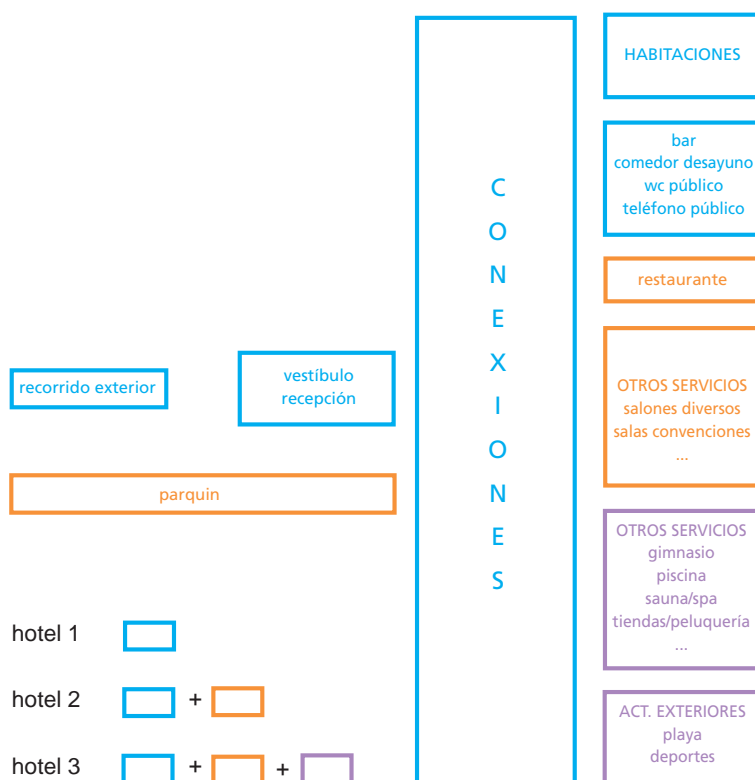 HABITACIONES
bar
comedor desayuno
wc público
teléfono público
restaurante
OTROS SERVICIOS
salones diversos
salas convenciones
...
OTROS SERVICIOS
gimnasio
piscina
sauna/spa
tiendas/peluquería
...
ACT. EXTERIORES
playa
deportes
C
O
N
E
X
I
O
N
E
S
recorrido exterior
vestíbulo
recepción
parquin
hotel 1
hotel 2 +
hotel 3 + +